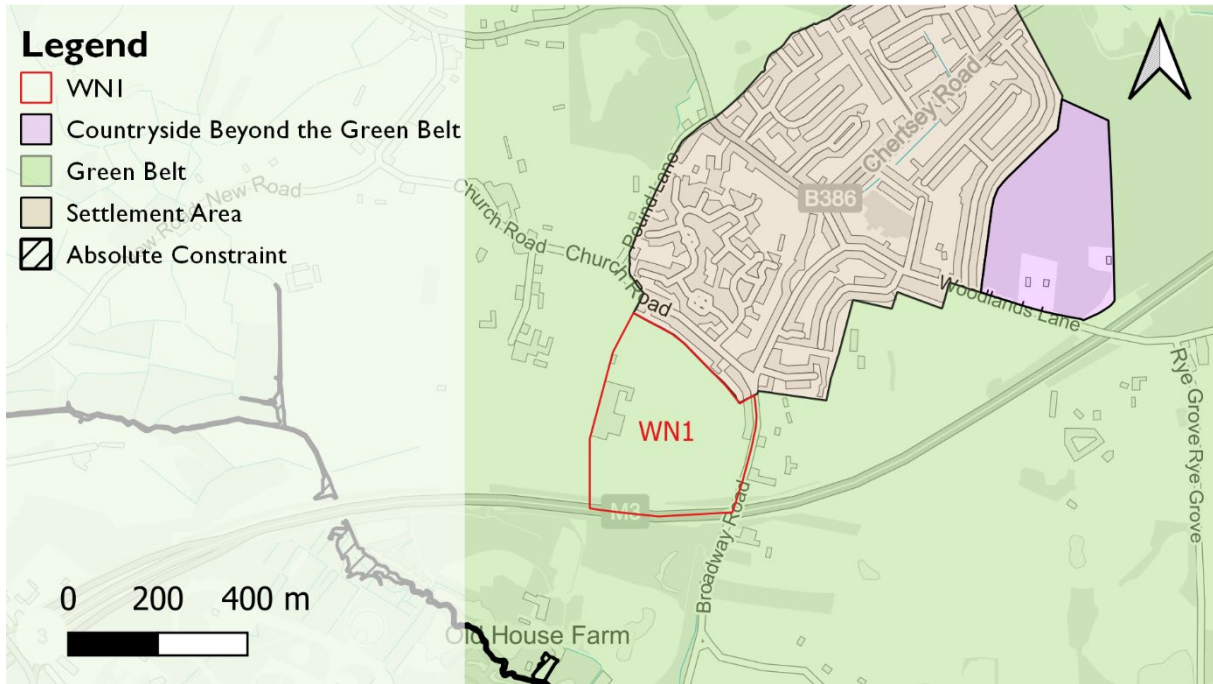 Legend
WN1
Countryside Beyond the Green Belt
Green Belt
Settlement Area
Absolute Constraint
New Road
Church Road
Church Road
Pound Lane
Chertsey Road
B386
Woodlands Lane
Rye Grove
Rye Grove
WN1
M3
Broadway Road
Old House Farm
3
0 200 400 m